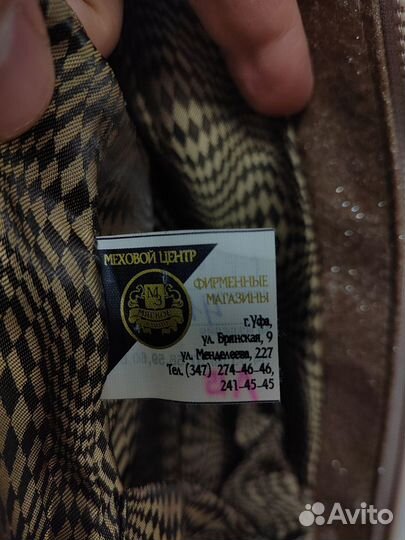 МЕХОВОЙ ЦЕНТР
ФИРМЕННЫЕ
МАГАЗИНЫ
г. Уфа,
ул. Брянская, 9
ул. Менделеева, 227
Тел. (347) 274-46-46,
241-45-45
Avito